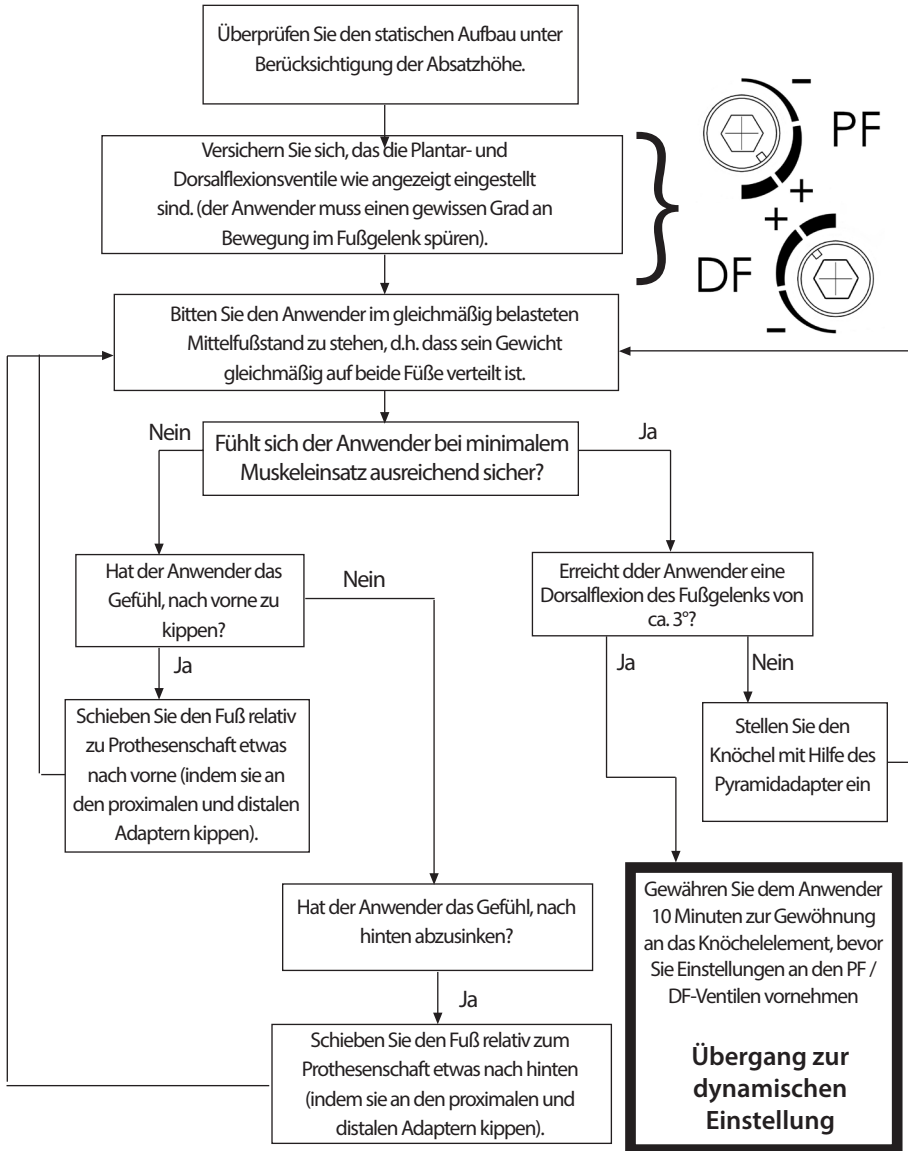 Überprüfen Sie den statischen Aufbau unter
Berücksichtigung der Absatzhöhe.
Versichern Sie sich, das die Plantar- und
Dorsalflexionsventile wie angezeigt eingestellt
sind. (der Anwender muss einen gewissen Grad an
Bewegung im Fußgelenk spüren).
−
PF
+
+
DF
−
Bitten Sie den Anwender im gleichmäßig belasteten
Mittelfußstand zu stehen, d.h. dass sein Gewicht
gleichmäßig auf beide Füße verteilt ist.
Nein
Ja
Fühlt sich der Anwender bei minimalem
Muskeleinsatz ausreichend sicher?
Hat der Anwender das
Gefühl, nach vorne zu
kippen?
Nein
Ja
Erreicht dder Anwender eine
Dorsalflexion des Fußgelenks von
ca. 3°?
Ja
Nein
Schieben Sie den Fuß relativ
zu Prothesenschaft etwas
nach vorne (indem sie an
den proximalen und distalen
Adaptern kippen).
Stellen Sie den
Knöchel mit Hilfe des
Pyramidadapter ein
Hat der Anwender das Gefühl, nach
hinten abzusinken?
Ja
Schieben Sie den Fuß relativ zum
Prothesenschaft etwas nach hinten
(indem sie an den proximalen und
distalen Adaptern kippen).
Gewähren Sie dem Anwender
10 Minuten zur Gewöhnung
an das Knöchelelement, bevor
Sie Einstellungen an den PF /
DF-Ventilen vornehmen
Übergang zur
dynamischen
Einstellung